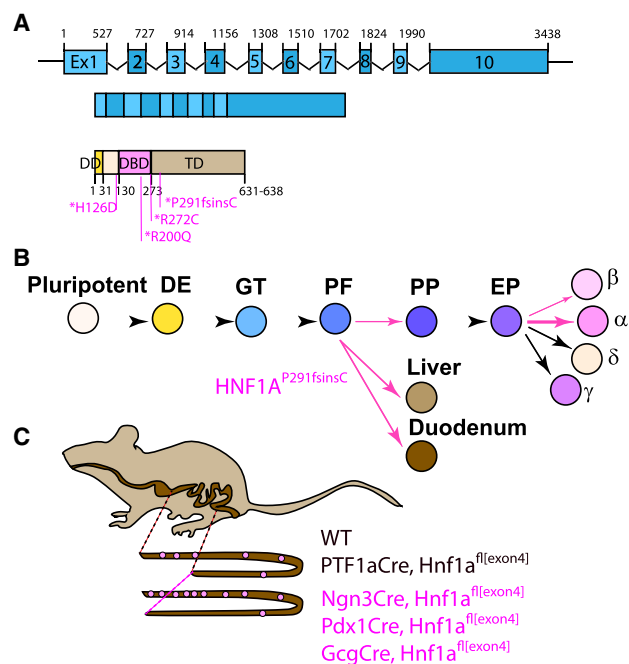 A
1 527 727 914 1156 1308 1510 1702 1824 1990 3438
Ex1 2 3 4 5 6 7 8 9 10
DD DBD TD
1 31 130 273 631-638
*H126D *P291fsinsC
*R272C
*R200Q
B
Pluripotent DE GT PF PP EP β
α
δ
γ
HNF1A^P291fsinsC Liver
Duodenum
C
WT
PTF1aCre, Hnf1a^fl[exon4]
Ngn3Cre, Hnf1a^fl[exon4]
Pdx1Cre, Hnf1a^fl[exon4]
GcgCre, Hnf1a^fl[exon4]